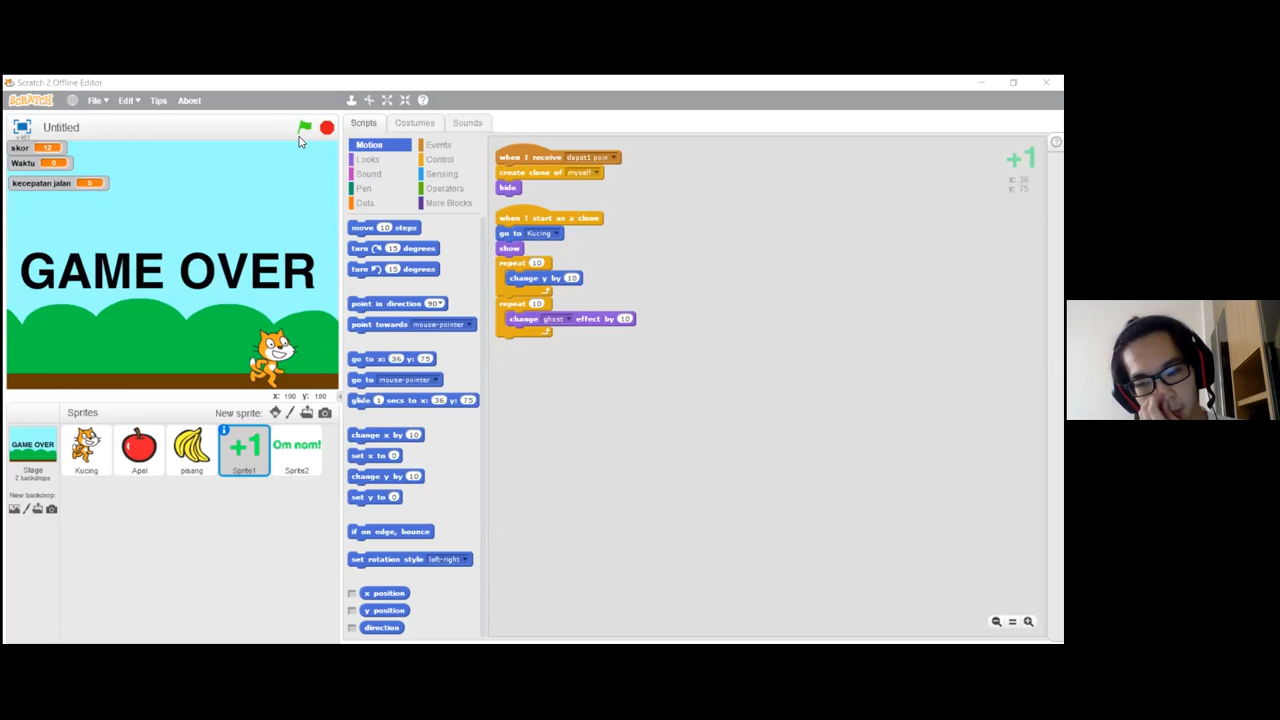 Scratch 2 Offline Editor
SCRATCH File Edit Tips About
Untitled
skor 12
Waktu 0
kecepatan jalan 5
GAME OVER
x: 190 y: 180
Sprites New sprite:
GAME OVER
Stage
2 backdrops
New backdrop:
Kucing
Apel
pisang
+1
Sprite1
Om nom!
Sprite2
Scripts Costumes Sounds
Motion Events
Looks Control
Sound Sensing
Pen Operators
Data More Blocks
move 10 steps
turn 15 degrees
turn 15 degrees
point in direction 90
point towards mouse-pointer
go to x: 36 y: 75
go to mouse-pointer
glide 1 secs to x: 36 y: 75
change x by 10
set x to 0
change y by 10
set y to 0
if on edge, bounce
set rotation style left-right
x position
y position
direction
when I receive dapat1 poin
create clone of myself
hide
when I start as a clone
go to Kucing
show
repeat 10
change y by 10
repeat 10
change ghost effect by 10
+1
x: 36
y: 75